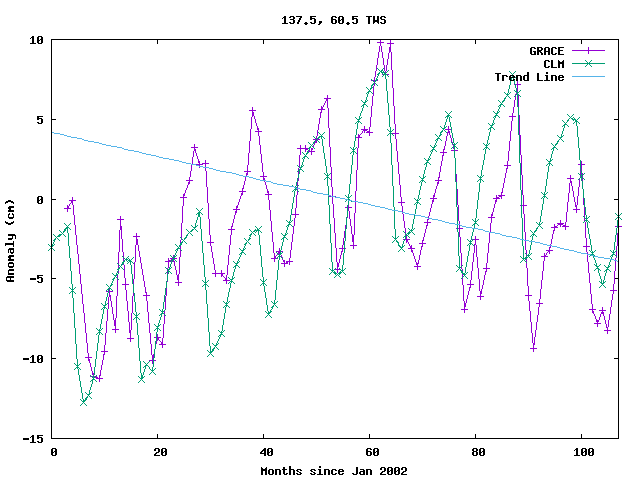 137.5, 60.5 TWS
GRACE
CLM
Trend Line
10
5
0
-5
-10
-15
Anomaly (cm)
0 20 40 60 80 100
Months since Jan 2002